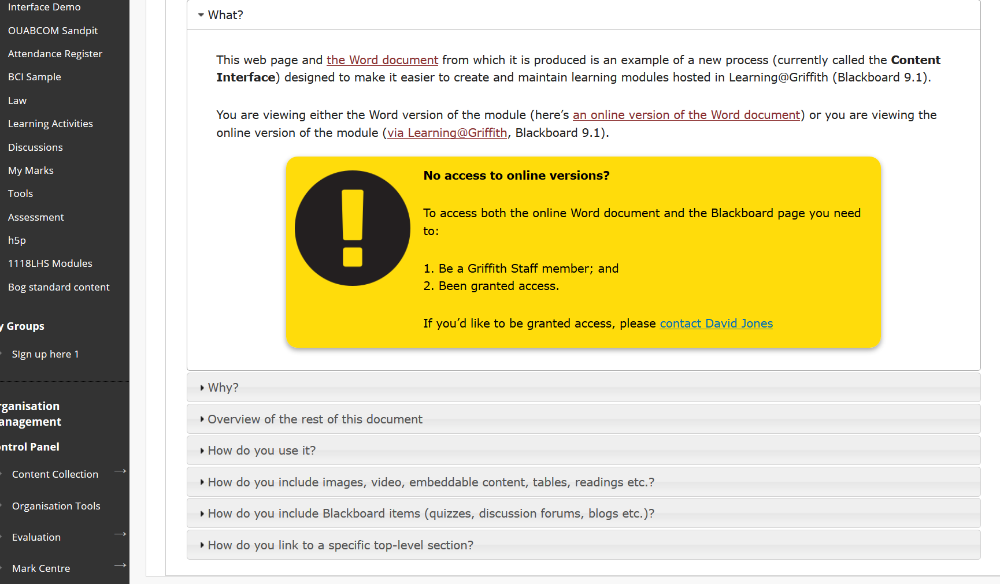 Interface Demo
OUABCOM Sandpit
Attendance Register
BCI Sample
Law
Learning Activities
Discussions
My Marks
Tools
Assessment
h5p
1118LHS Modules
Bog standard content
y Groups
SIgn up here 1
rganisation
anagement
ontrol Panel
Content Collection →
Organisation Tools
Evaluation →
Mark Centre →
What?
This web page and the Word document from which it is produced is an example of a new process (currently called the Content
Interface) designed to make it easier to create and maintain learning modules hosted in Learning@Griffith (Blackboard 9.1).
You are viewing either the Word version of the module (here’s an online version of the Word document) or you are viewing the
online version of the module (via Learning@Griffith, Blackboard 9.1).
No access to online versions?
To access both the online Word document and the Blackboard page you need
to:
1. Be a Griffith Staff member; and
2. Been granted access.
If you’d like to be granted access, please contact David Jones
Why?
Overview of the rest of this document
How do you use it?
How do you include images, video, embeddable content, tables, readings etc.?
How do you include Blackboard items (quizzes, discussion forums, blogs etc.)?
How do you link to a specific top-level section?